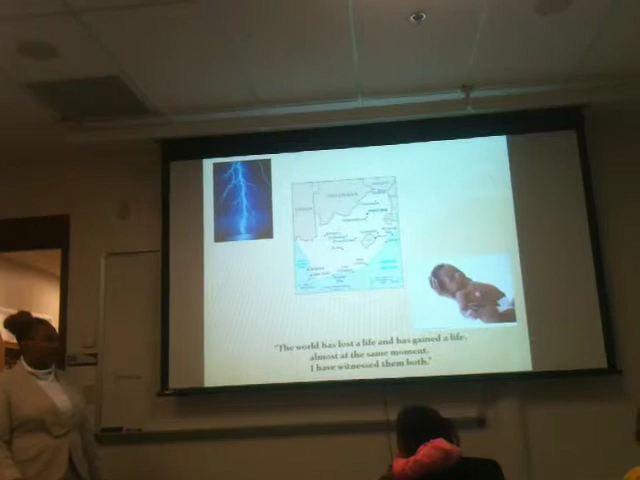 "The world has lost a life and has gained a life,
almost at the same moment.
I have witnessed them both."